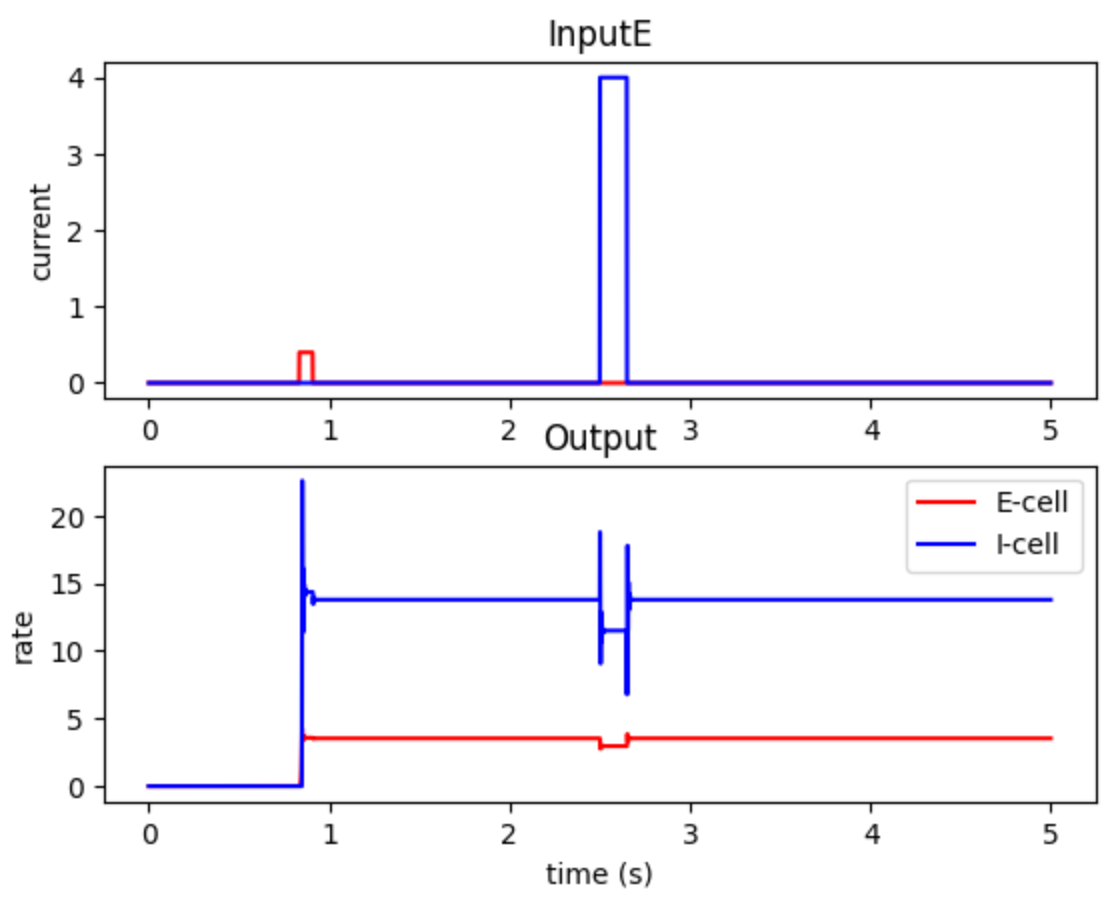 InputE
4
3
2
1
0
current
0 1 2 3 4 5
Output
20
15
10
5
0
rate
E-cell
I-cell
0 1 2 3 4 5
time (s)